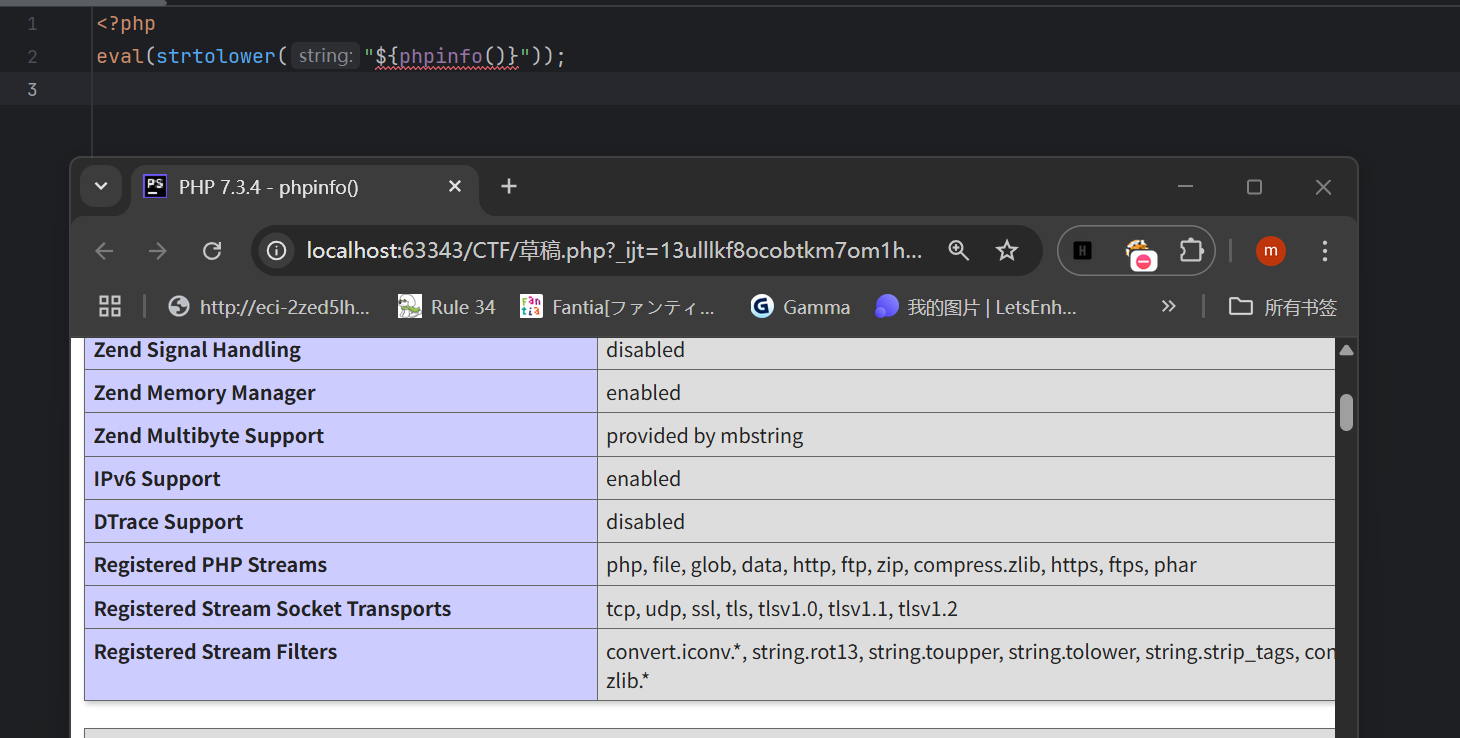 1 <?php
2 eval(strtolower( string: "${phpinfo()}"));
3
PS PHP 7.3.4 - phpinfo()
localhost:63343/CTF/草稿.php?_ijt=13ulllkf8ocobtkm7om1h... H m
http://eci-2zed5lh... Rule 34 Fantia[ファンティ... Gamma 我的图片 | LetsEnh... » 所有书签
Zend Signal Handling disabled
Zend Memory Manager enabled
Zend Multibyte Support provided by mbstring
IPv6 Support enabled
DTrace Support disabled
Registered PHP Streams php, file, glob, data, http, ftp, zip, compress.zlib, https, ftps, phar
Registered Stream Socket Transports tcp, udp, ssl, tls, tlsv1.0, tlsv1.1, tlsv1.2
Registered Stream Filters convert.iconv.*, string.rot13, string.toupper, string.tolower, string.strip_tags, con
zlib.*